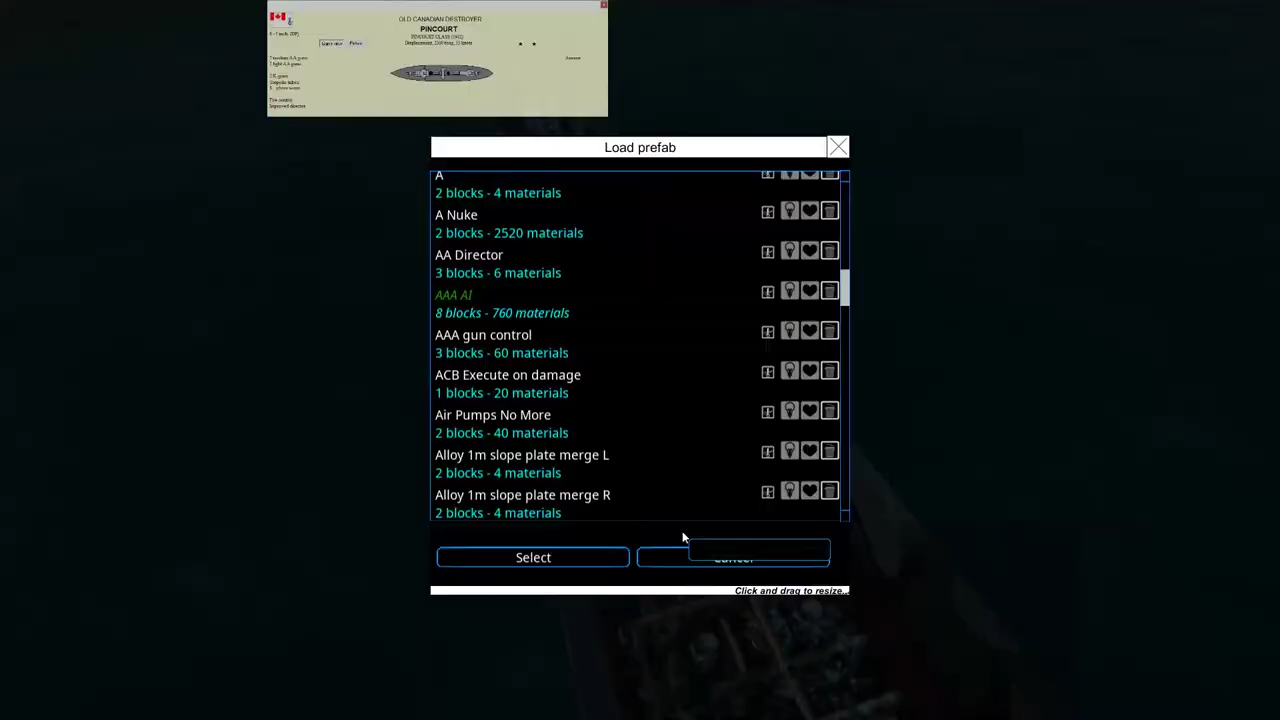 OLD CANADIAN DESTROYER
PINCOURT
Load prefab
A
2 blocks - 4 materials
A Nuke
2 blocks - 2520 materials
AA Director
3 blocks - 6 materials
AAA AI
8 blocks - 760 materials
AAA gun control
3 blocks - 60 materials
ACB Execute on damage
1 blocks - 20 materials
Air Pumps No More
2 blocks - 40 materials
Alloy 1m slope plate merge L
2 blocks - 4 materials
Alloy 1m slope plate merge R
2 blocks - 4 materials
Select
Cancel
Click and drag to resize...